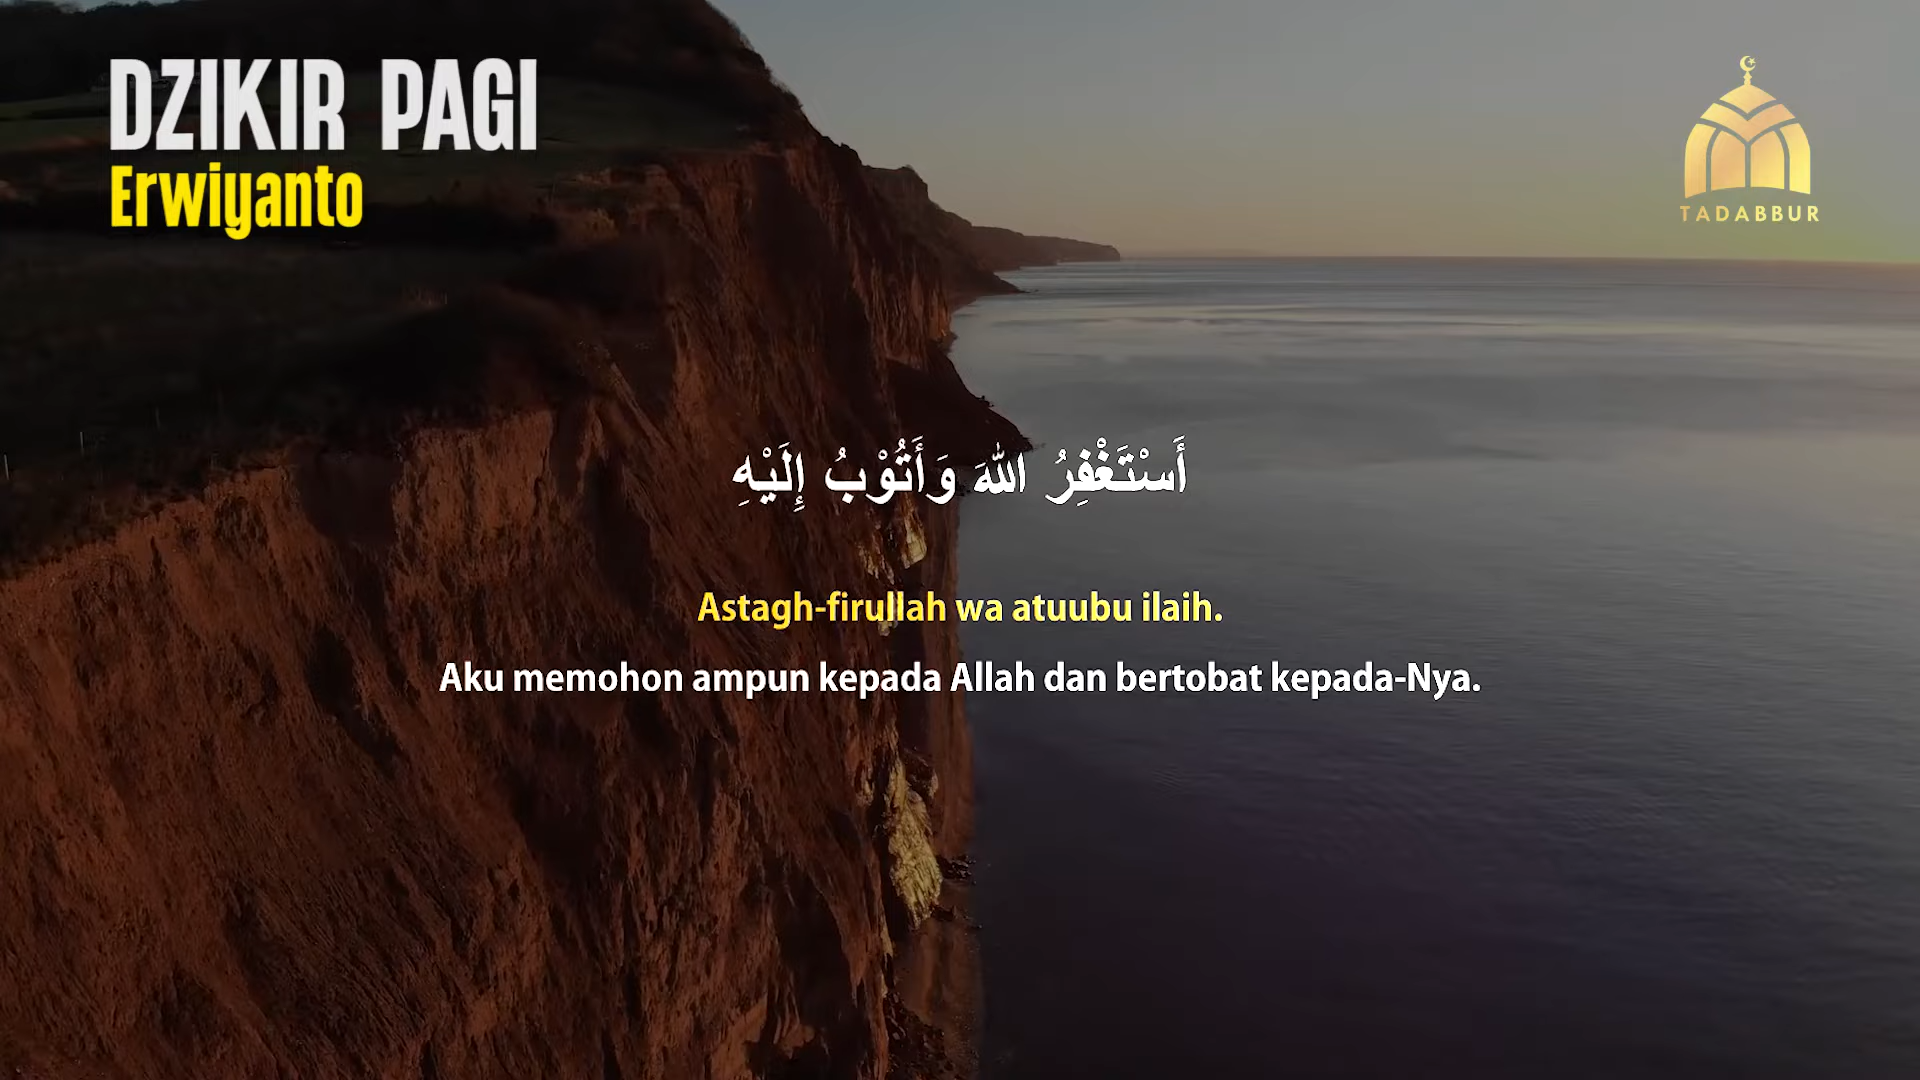 DZIKIR PAGI
Erwiyanto
TADABBUR
أَسْتَغْفِرُ اللهَ وَأَتُوْبُ إِلَيْهِ
Astagh-firullah wa atuubu ilaih.
Aku memohon ampun kepada Allah dan bertobat kepada-Nya.